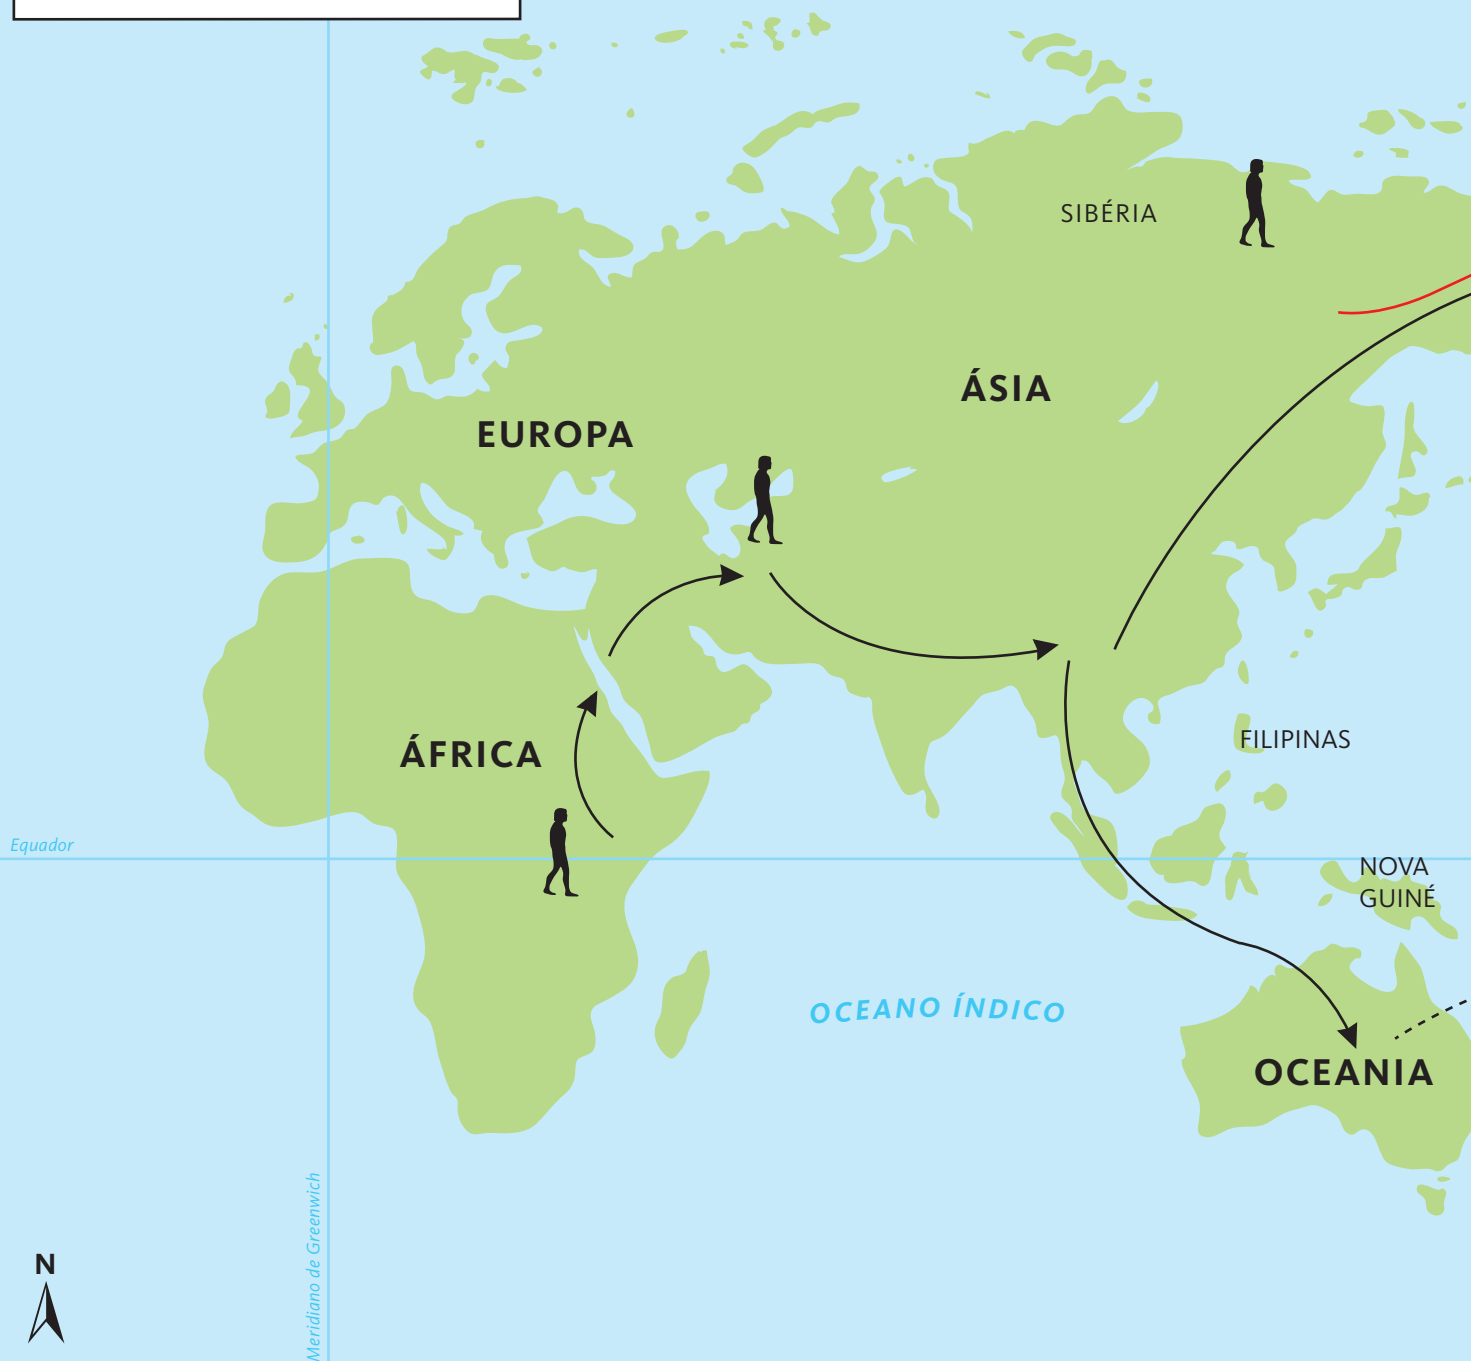 SIBÉRIA
ÁSIA
EUROPA
ÁFRICA
FILIPINAS
Equador
NOVA
GUINÉ
OCEANO ÍNDICO
OCEANIA
Meridiano de Greenwich
N